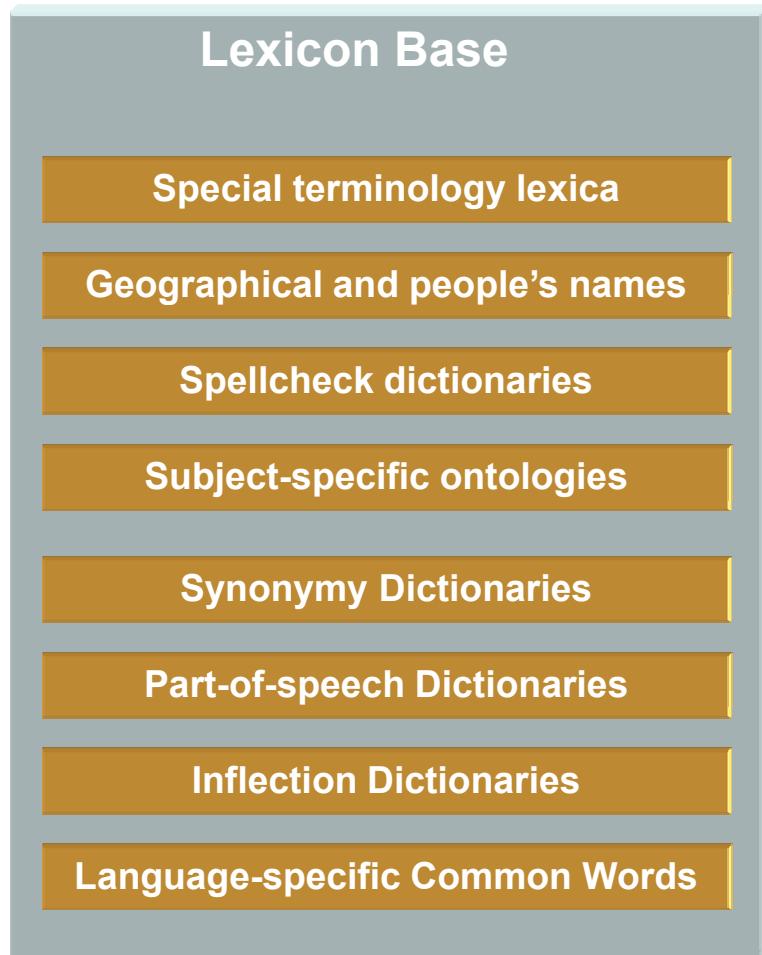 Lexicon Base
Special terminology lexica
Geographical and people’s names
Spellcheck dictionaries
Subject-specific ontologies
Synonymy Dictionaries
Part-of-speech Dictionaries
Inflection Dictionaries
Language-specific Common Words